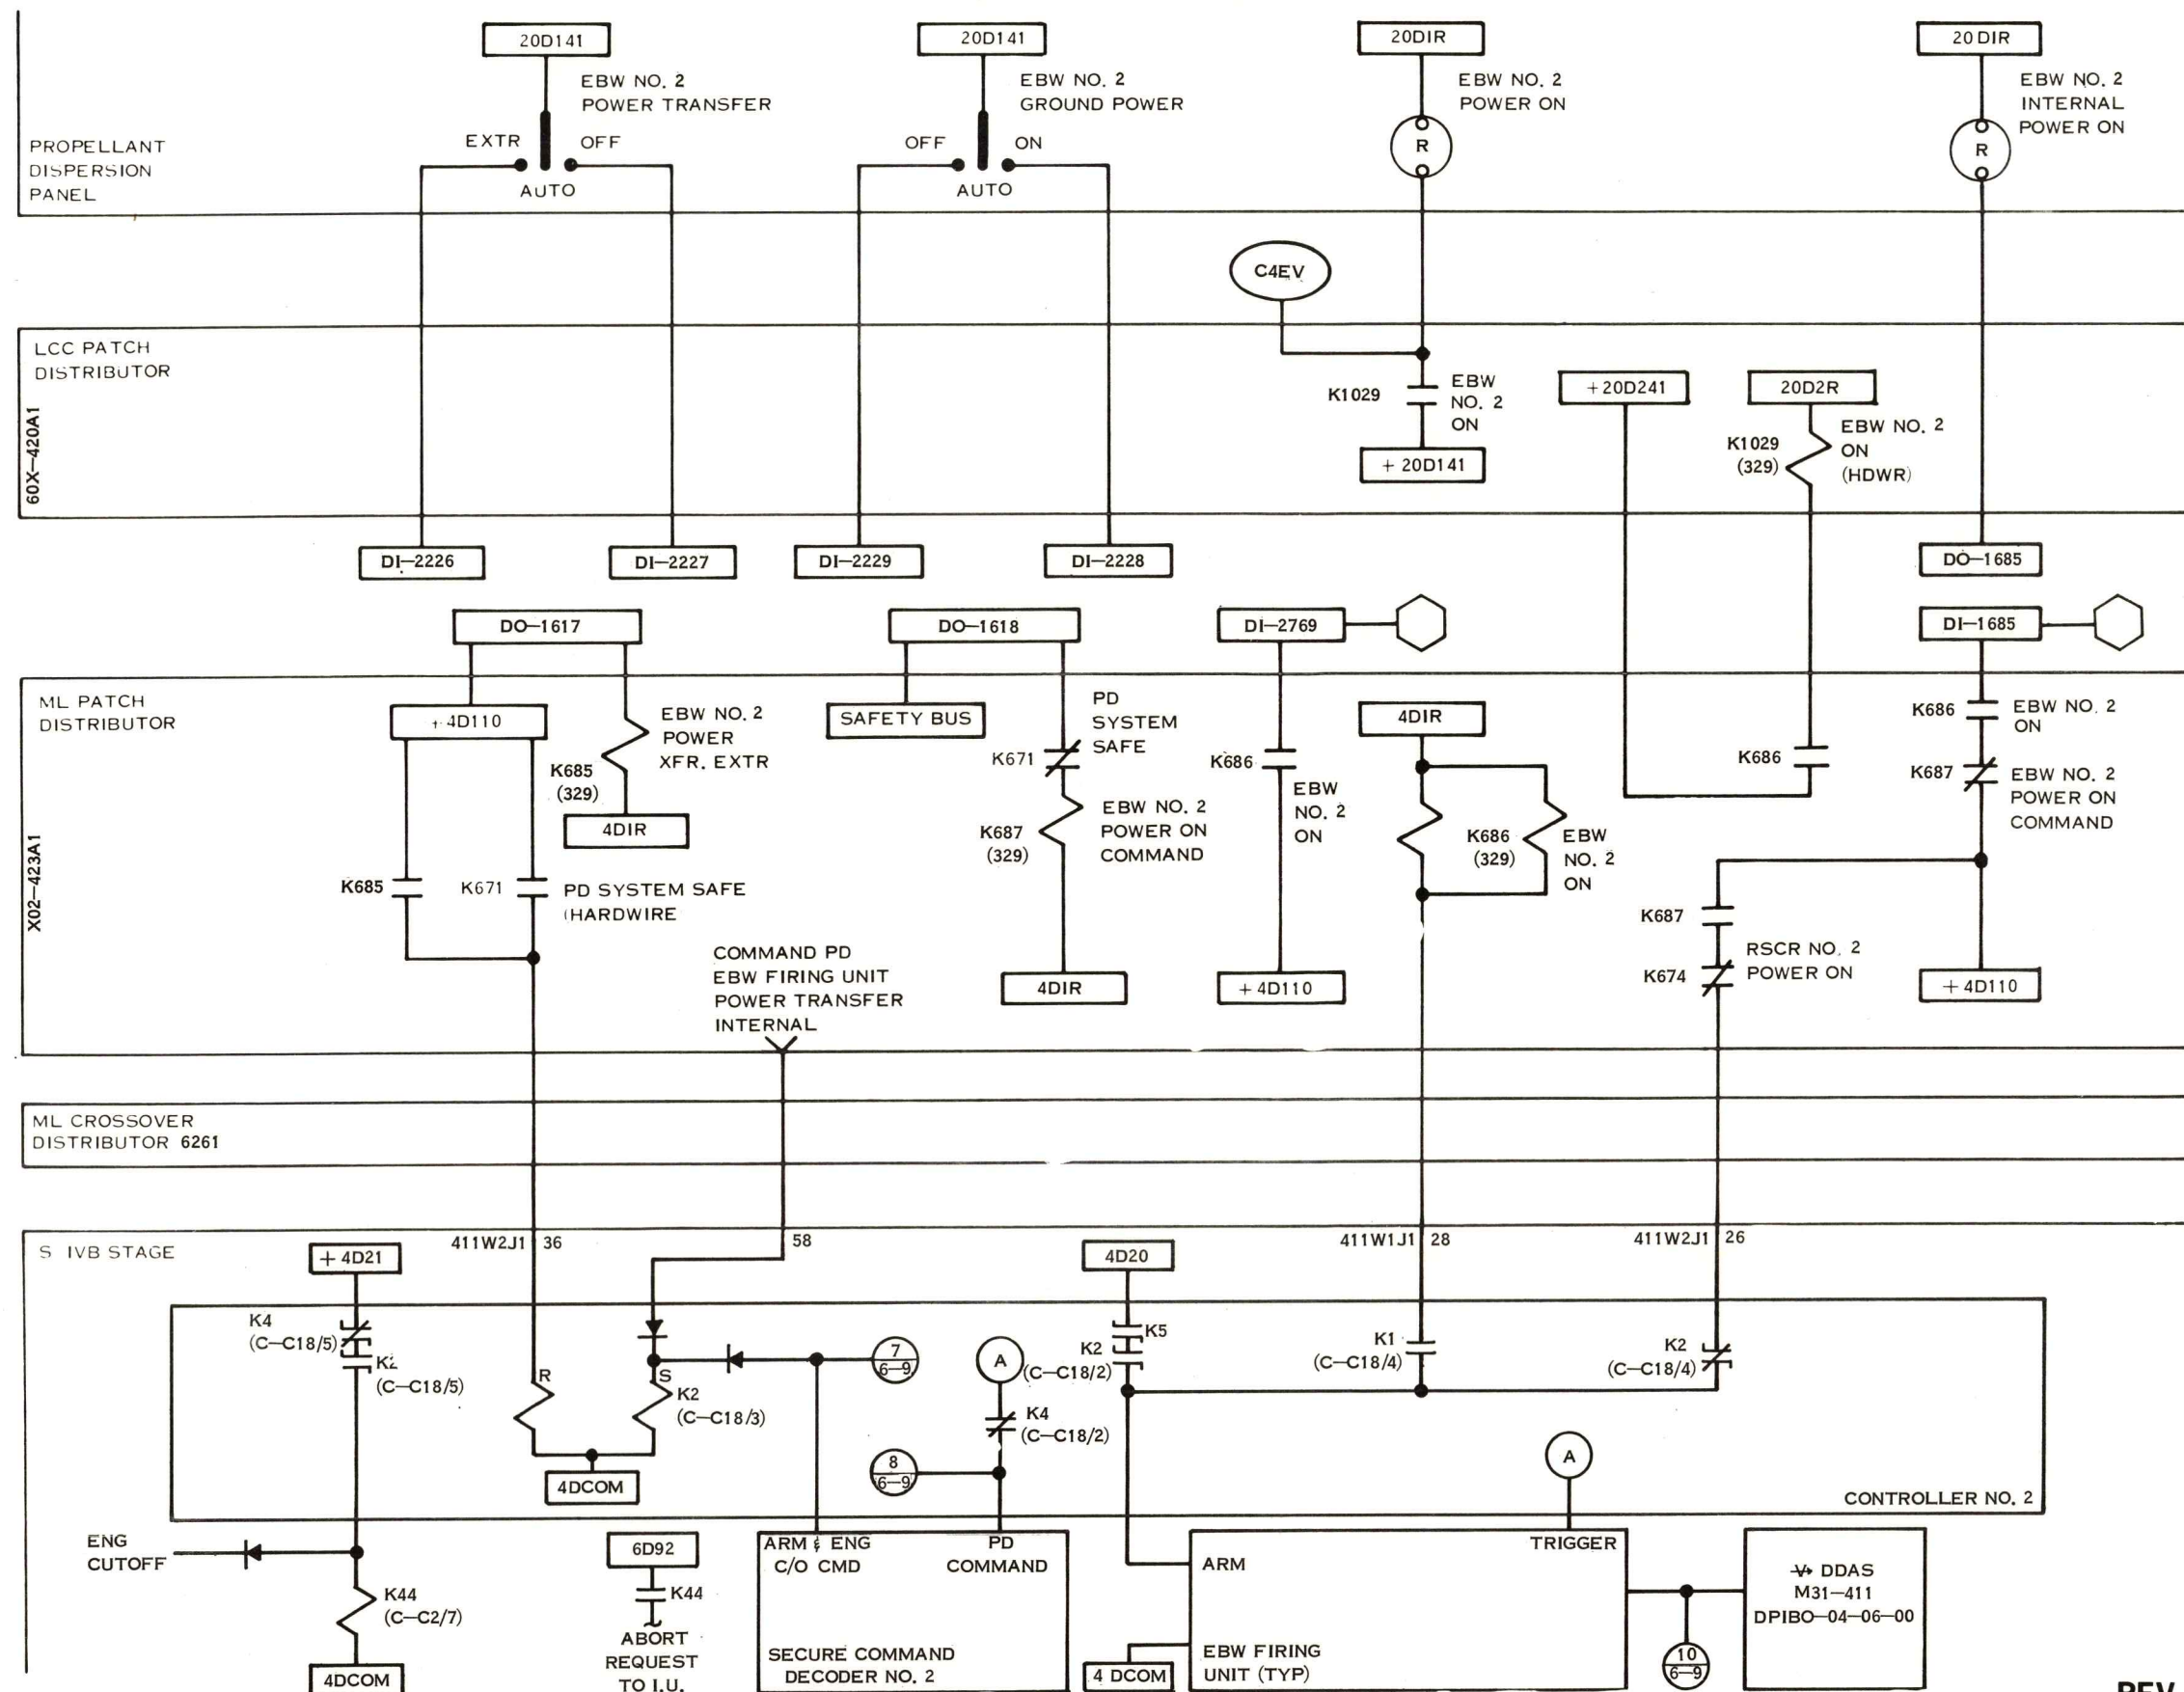 20D141
EBW NO. 2
POWER TRANSFER
EXTR
OFF
AUTO
20D141
EBW NO. 2
GROUND POWER
OFF
ON
AUTO
20DIR
EBW NO. 2
POWER ON
R
20 DIR
EBW NO. 2
INTERNAL
POWER ON
R
PROPELLANT
DISPERSION
PANEL
C4EV
LCC PATCH
DISTRIBUTOR
60X-420A1
K1029
EBW
NO. 2
ON
+ 20D141
+20D241
20D2R
K1029
(329)
EBW NO. 2
ON
(HDWR)
DI-2226
DI-2227
DI-2229
DI-2228
DO-1685
DO-1617
DO-1618
DI-2769
DI-1685
ML PATCH
DISTRIBUTOR
X02-423A1
+ 4D110
EBW NO. 2
POWER
XFR. EXTR
K685
(329)
4DIR
K685
K671
PD SYSTEM SAFE
(HARDWIRE
SAFETY BUS
PD
SYSTEM
SAFE
K671
K687
(329)
EBW NO. 2
POWER ON
COMMAND
4DIR
K686
EBW
NO. 2
ON
+ 4D110
4DIR
K686
(329)
EBW
NO. 2
ON
K686
K686
EBW NO. 2
ON
K687
EBW NO. 2
POWER ON
COMMAND
K687
RSCR NO. 2
POWER ON
K674
+ 4D110
COMMAND PD
EBW FIRING UNIT
POWER TRANSFER
INTERNAL
ML CROSSOVER
DISTRIBUTOR 6261
S IVB STAGE
+ 4D21
411W2J1
36
58
4D20
411W1J1
28
411W2J1
26
K4
(C-C18/5)
K2
(C-C18/5)
R
S
K2
(C-C18/3)
4DCOM
7
6-9
8
6-9
A
K4
(C-C18/2)
K5
K2
(C-C18/2)
K1
(C-C18/4)
K2
(C-C18/4)
A
CONTROLLER NO. 2
ENG
CUTOFF
K44
(C-C2/7)
4DCOM
6D92
K44
ABORT
REQUEST
TO I.U.
ARM & ENG
C/O CMD
PD
COMMAND
SECURE COMMAND
DECODER NO. 2
4 DCOM
ARM
TRIGGER
EBW FIRING
UNIT (TYP)
10
6-9
V DDAS
M31-411
DPIBO-04-06-00
REV